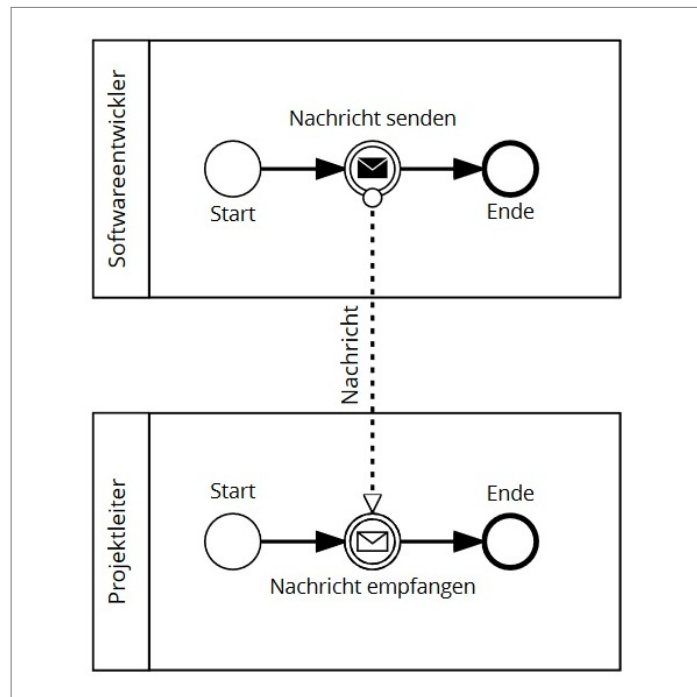 Softwareentwickler
Nachricht senden
Start
Ende
Nachricht
Projektleiter
Start
Ende
Nachricht empfangen